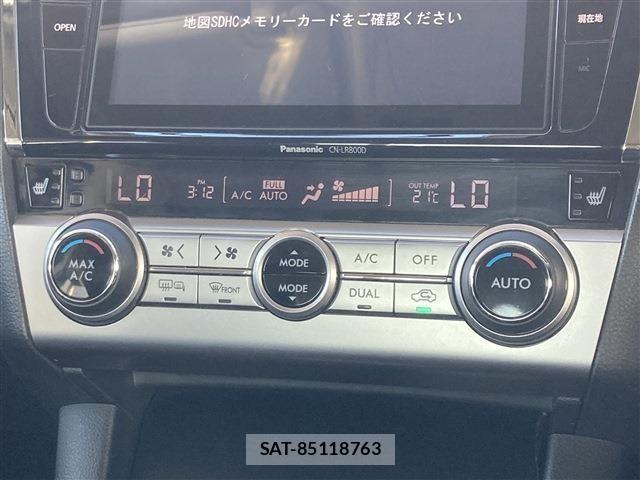 地図SDHCメモリーカードをご確認ください
OPEN
現在地
MIC
Panasonic CN-LR800D
LO PM 3:12 A/C FULL AUTO OUT TEMP 21℃ LO
MAX A/C
MODE
A/C
OFF
MODE
AUTO
FRONT
DUAL
SAT-85118763